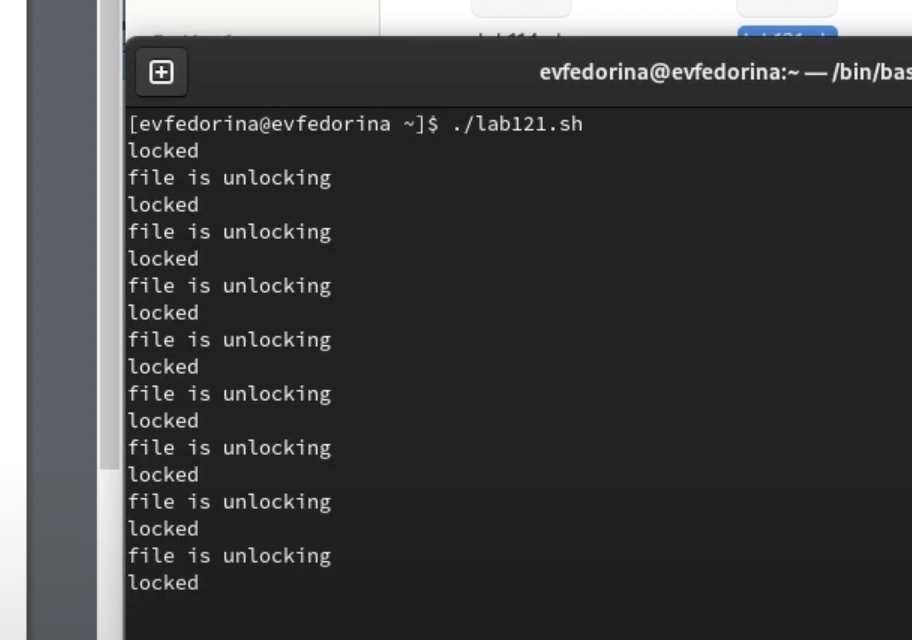 evfedorina@evfedorina:~ — /bin/bas
[evfedorina@evfedorina ~]$ ./lab121.sh
locked
file is unlocking
locked
file is unlocking
locked
file is unlocking
locked
file is unlocking
locked
file is unlocking
locked
file is unlocking
locked
file is unlocking
locked
file is unlocking
locked